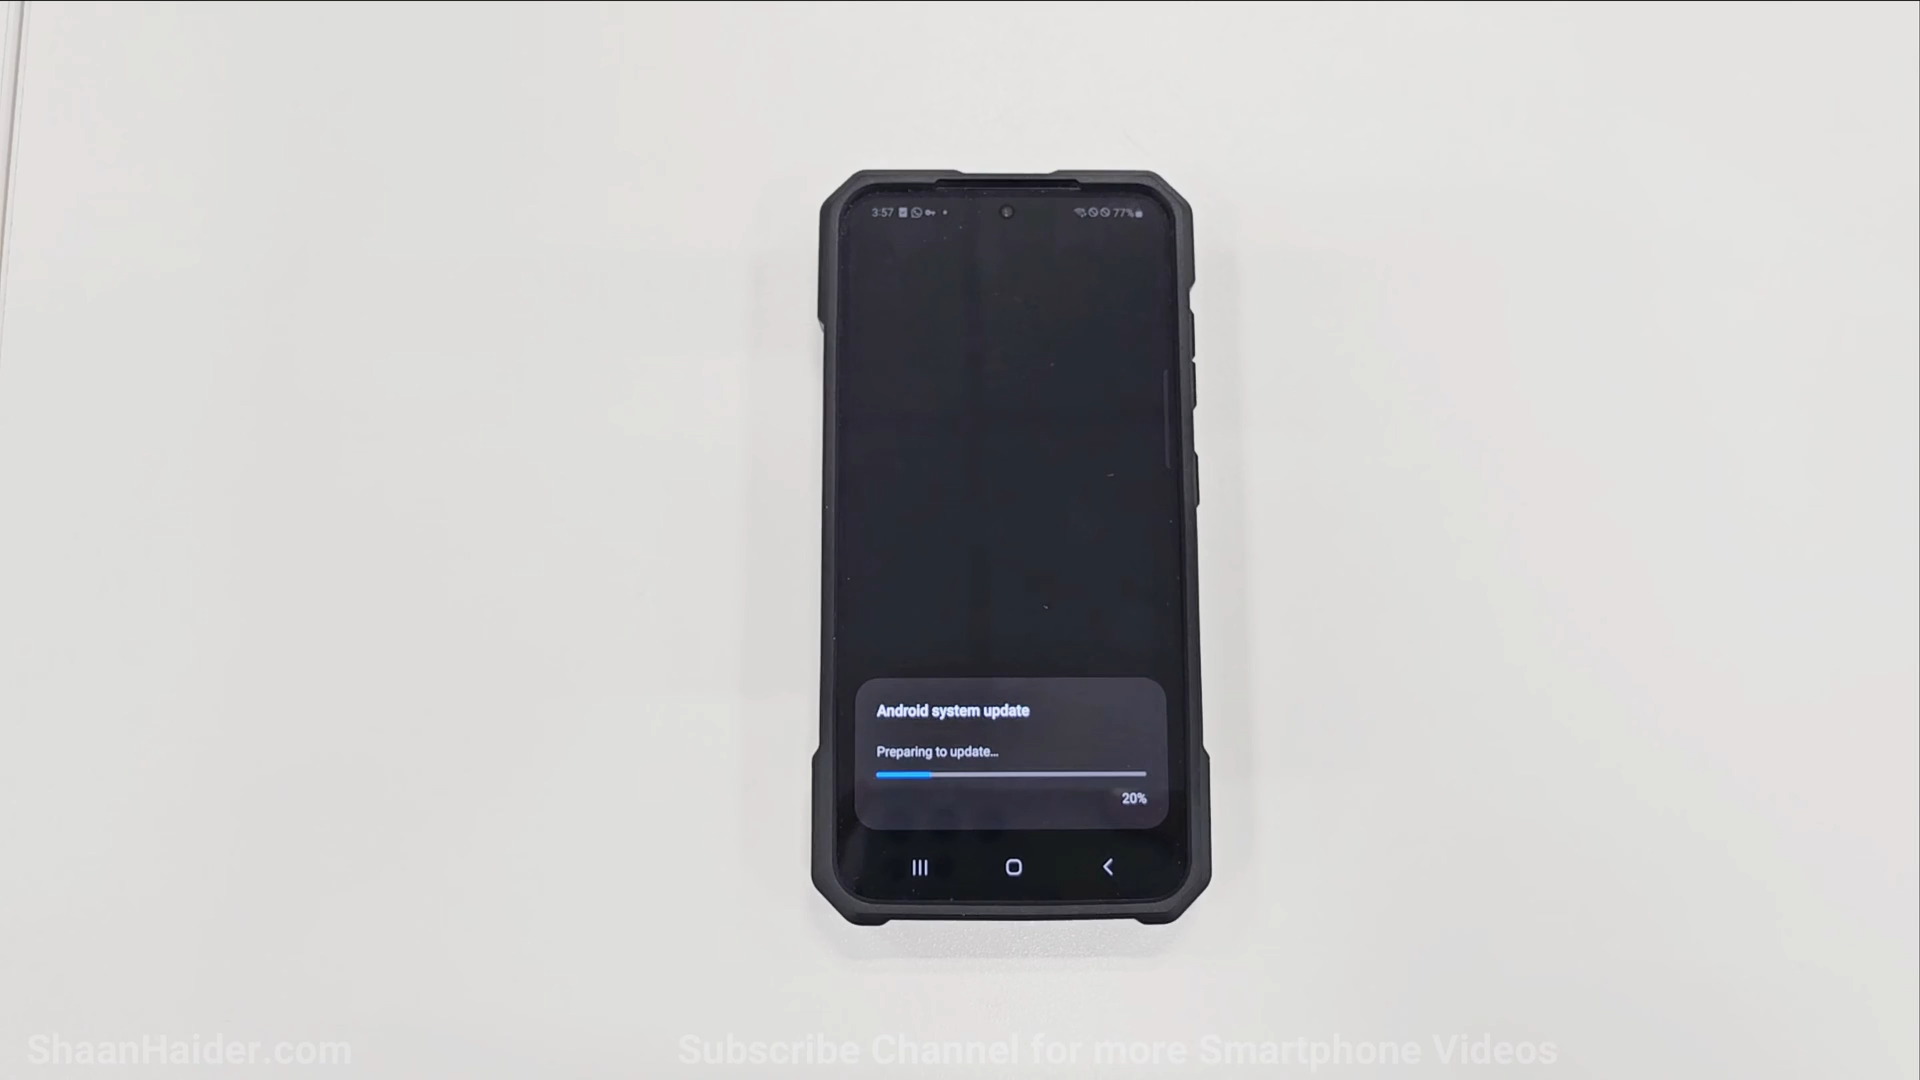 3:57
77%
Android system update
Preparing to update...
20%
ShaanHaider.com
Subscribe Channel for more Smartphone Videos